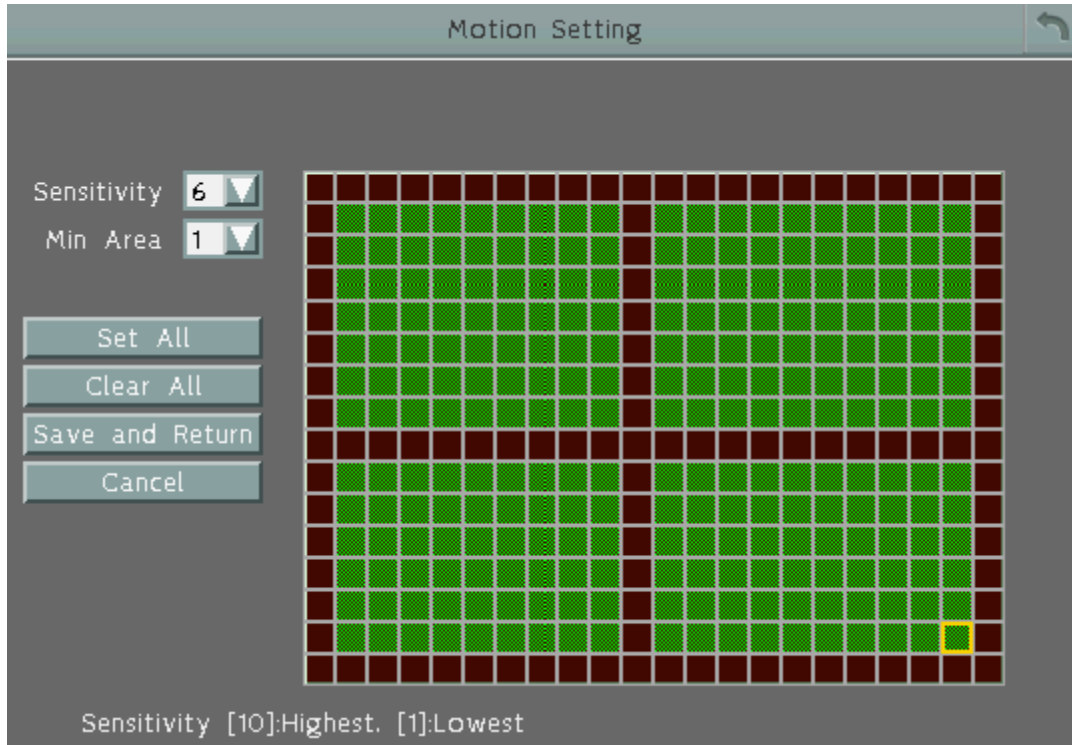 Motion Setting
Sensitivity 6
Min Area 1
Set All
Clear All
Save and Return
Cancel
Sensitivity [10]:Highest. [1]:Lowest